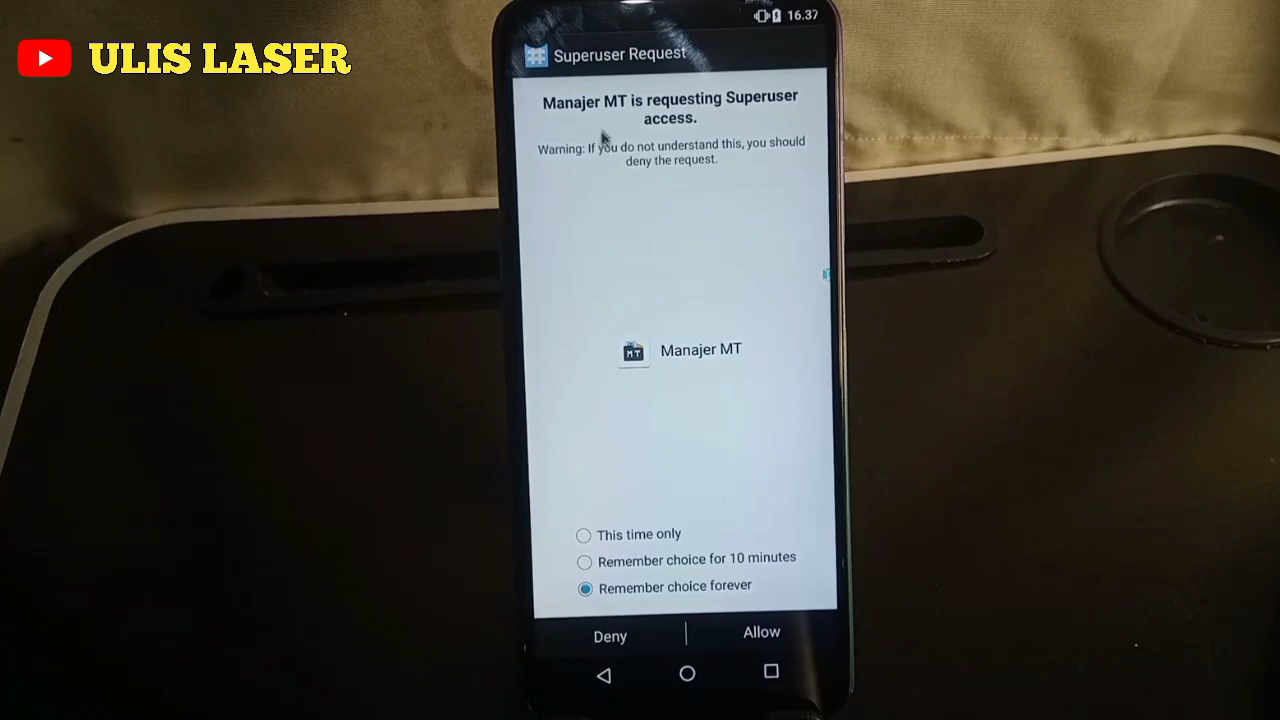 ULIS LASER
16.37
Superuser Request
Manajer MT is requesting Superuser
access.
Warning: If you do not understand this, you should
deny the request.
MT
Manajer MT
This time only
Remember choice for 10 minutes
Remember choice forever
Deny
Allow